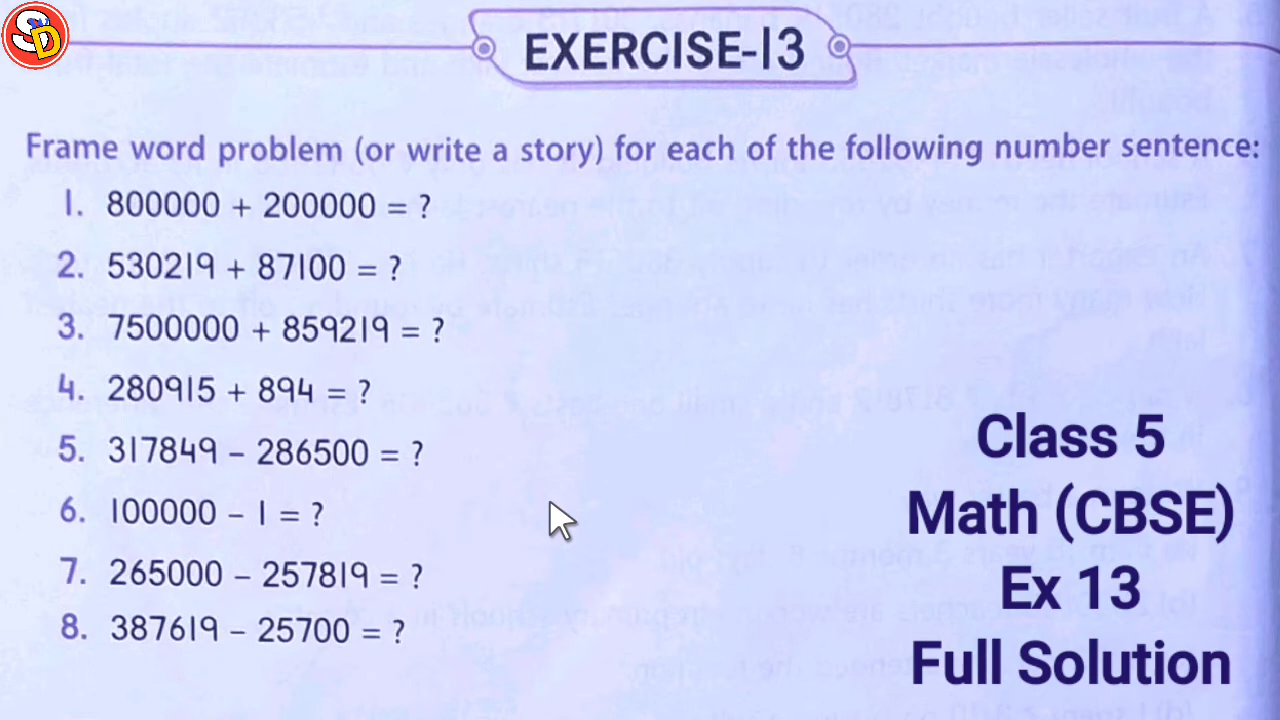 SD
EXERCISE-13
Frame word problem (or write a story) for each of the following number sentence:
1. 800000 + 200000 = ?
2. 530219 + 87100 = ?
3. 7500000 + 859219 = ?
4. 280915 + 894 = ?
5. 317849 - 286500 = ?
6. 100000 - 1 = ?
7. 265000 - 257819 = ?
8. 387619 - 25700 = ?
Class 5
Math (CBSE)
Ex 13
Full Solution